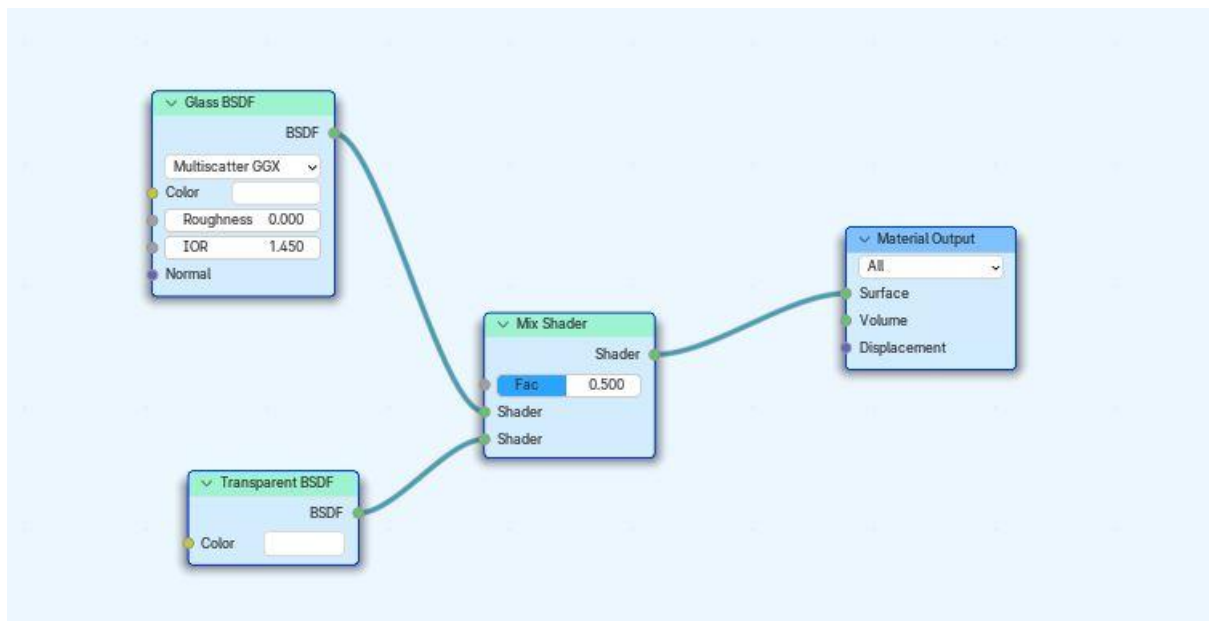 Glass BSDF
BSDF
Multiscatter GGX
Color
Roughness 0.000
IOR 1.450
Normal
Material Output
All
Surface
Volume
Displacement
Mix Shader
Shader
Fac 0.500
Shader
Shader
Transparent BSDF
BSDF
Color